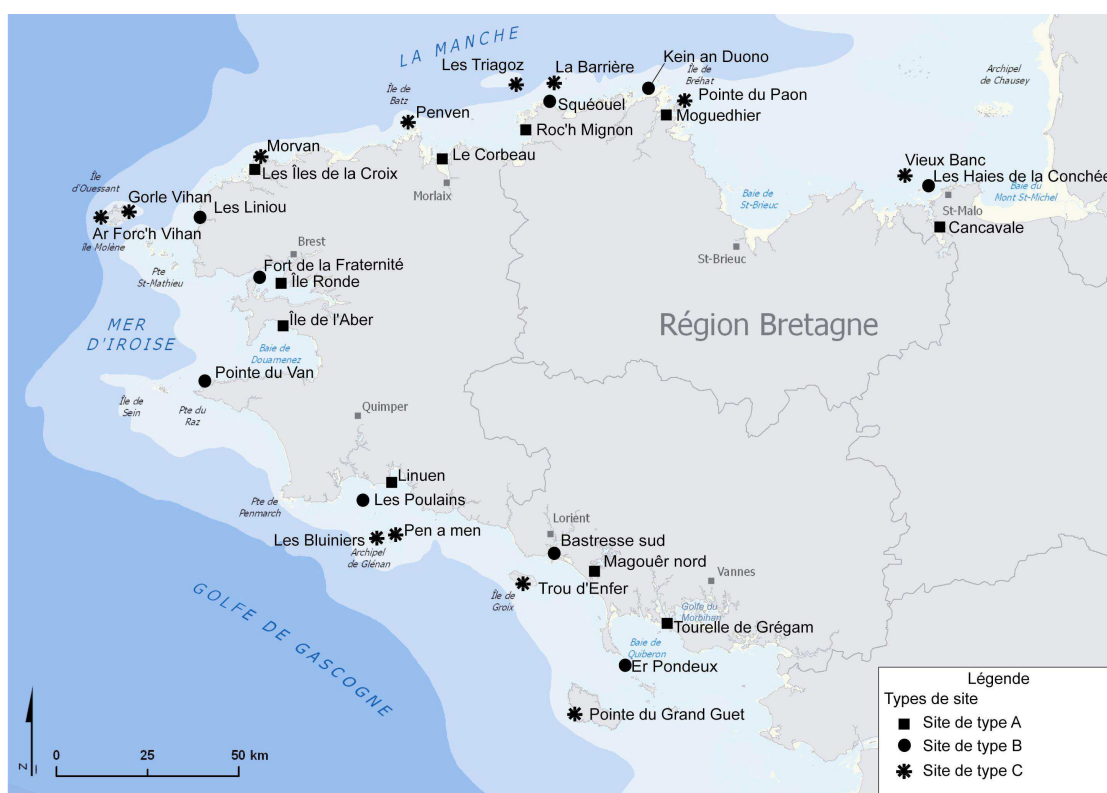 LA MANCHE
Kein an Duono
Les Triagoz
La Barrière
Île de
Bréhat
Archipel
de Chausey
Île de
Batz
Squéouel
Pointe du Paon
Penven
Moguedhier
Roc'h Mignon
Morvan
Le Corbeau
Vieux Banc
Les Îles de la Croix
Les Haies de la Conchée
Île
d'Ouessant
Morlaix
Baie de
St-Brieuc
Baie du
Mont St-Michel
Gorle Vihan
Les Liniou
St-Malo
Ar Forc'h Vihan
Cancavale
île Molène
Brest
St-Brieuc
Fort de la Fraternité
Pte
St-Mathieu
Île Ronde
Île de l'Aber
MER
D'IROISE
Région Bretagne
Baie de
Douarnenez
Pointe du Van
Île de
Sein
Pte du
Raz
Quimper
Linuen
Pte de
Penmarch
Les Poulains
Lorient
Pen a men
Les Bluiniers
Bastresse sud
Archipel
de Glénan
Magouêr nord
Vannes
Trou d'Enfer
Île de
Groix
GOLFE DE GASCOGNE
Golfe du
Morbihan
Tourelle de Grégam
Baie de
Quiberon
Er Pondeux
Pointe du Grand Guet
Légende
Types de site
Site de type A
Site de type B
Site de type C
N
0 25 50 km